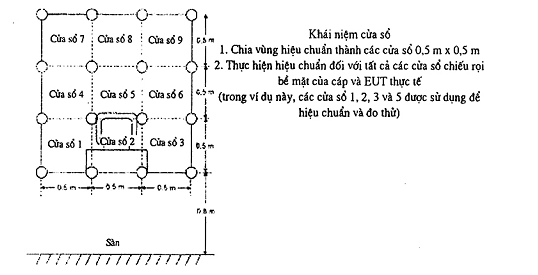 Cửa sổ 7 Cửa sổ 8 Cửa sổ 9
0,5 m
Cửa sổ 4 Cửa sổ 5 Cửa sổ 6
0,5 m
Cửa sổ 1 Cửa sổ 2 Cửa sổ 3
0,5 m
0,5 m 0,5 m 0,5 m
0,8 m
Sàn
Khái niệm cửa sổ
1. Chia vùng hiệu chuẩn thành các cửa sổ 0,5 m x 0,5 m
2. Thực hiện hiệu chuẩn đối với tất cả các cửa sổ chiếu rọi
bề mặt của cáp và EUT thực tế
(trong ví dụ này, các cửa sổ 1, 2, 3 và 5 được sử dụng để
hiệu chuẩn và đo thử)